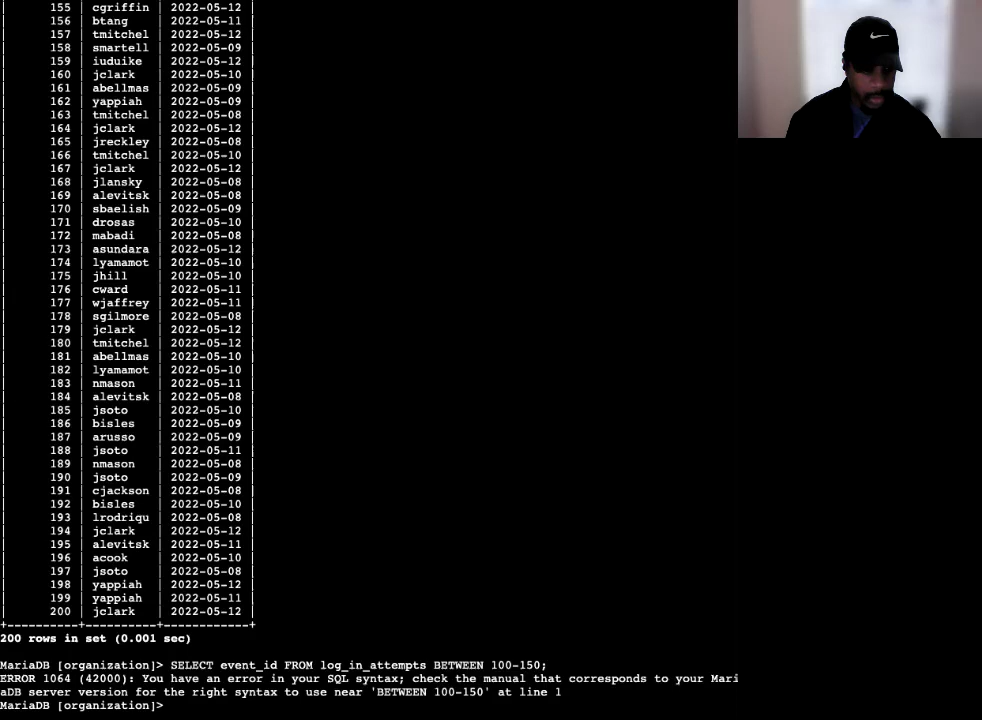 155 | cgriffin | 2022-05-12 |
156 | btang | 2022-05-11 |
157 | tmitchel | 2022-05-12 |
158 | smartell | 2022-05-09 |
159 | iuduike | 2022-05-12 |
160 | jclark | 2022-05-10 |
161 | abellmas | 2022-05-09 |
162 | yappiah | 2022-05-09 |
163 | tmitchel | 2022-05-08 |
164 | jclark | 2022-05-12 |
165 | jreckley | 2022-05-08 |
166 | tmitchel | 2022-05-10 |
167 | jclark | 2022-05-12 |
168 | jlansky | 2022-05-08 |
169 | alevitsk | 2022-05-08 |
170 | sbaelish | 2022-05-09 |
171 | drosas | 2022-05-10 |
172 | mabadi | 2022-05-08 |
173 | asundara | 2022-05-12 |
174 | lyamamot | 2022-05-10 |
175 | jhill | 2022-05-10 |
176 | cward | 2022-05-11 |
177 | wjaffrey | 2022-05-11 |
178 | sgilmore | 2022-05-08 |
179 | jclark | 2022-05-12 |
180 | tmitchel | 2022-05-12 |
181 | abellmas | 2022-05-10 |
182 | lyamamot | 2022-05-10 |
183 | nmason | 2022-05-11 |
184 | alevitsk | 2022-05-08 |
185 | jsoto | 2022-05-10 |
186 | bisles | 2022-05-09 |
187 | arusso | 2022-05-09 |
188 | jsoto | 2022-05-11 |
189 | nmason | 2022-05-08 |
190 | jsoto | 2022-05-09 |
191 | cjackson | 2022-05-08 |
192 | bisles | 2022-05-10 |
193 | lrodriqu | 2022-05-08 |
194 | jclark | 2022-05-12 |
195 | alevitsk | 2022-05-11 |
196 | acook | 2022-05-10 |
197 | jsoto | 2022-05-08 |
198 | yappiah | 2022-05-12 |
199 | yappiah | 2022-05-11 |
200 | jclark | 2022-05-12 |
+----------+----------+------------+
200 rows in set (0.001 sec)
MariaDB [organization]> SELECT event_id FROM log_in_attempts BETWEEN 100-150;
ERROR 1064 (42000): You have an error in your SQL syntax; check the manual that corresponds to your Mari
aDB server version for the right syntax to use near 'BETWEEN 100-150' at line 1
MariaDB [organization]>